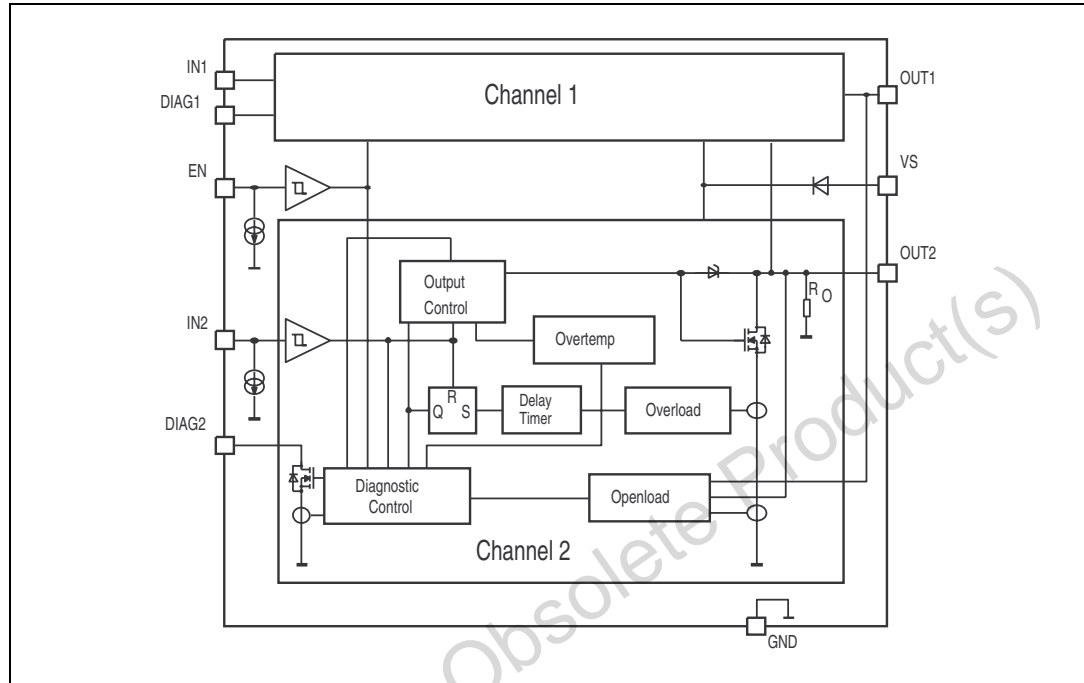 IN1
DIAG1
EN
IN2
DIAG2
Channel 1
OUT1
VS
OUT2
R O
Output
Control
Overtemp
R
Q S
Delay
Timer
Overload
Diagnostic
Control
Openload
Channel 2
GND
Obsolete Product(s)